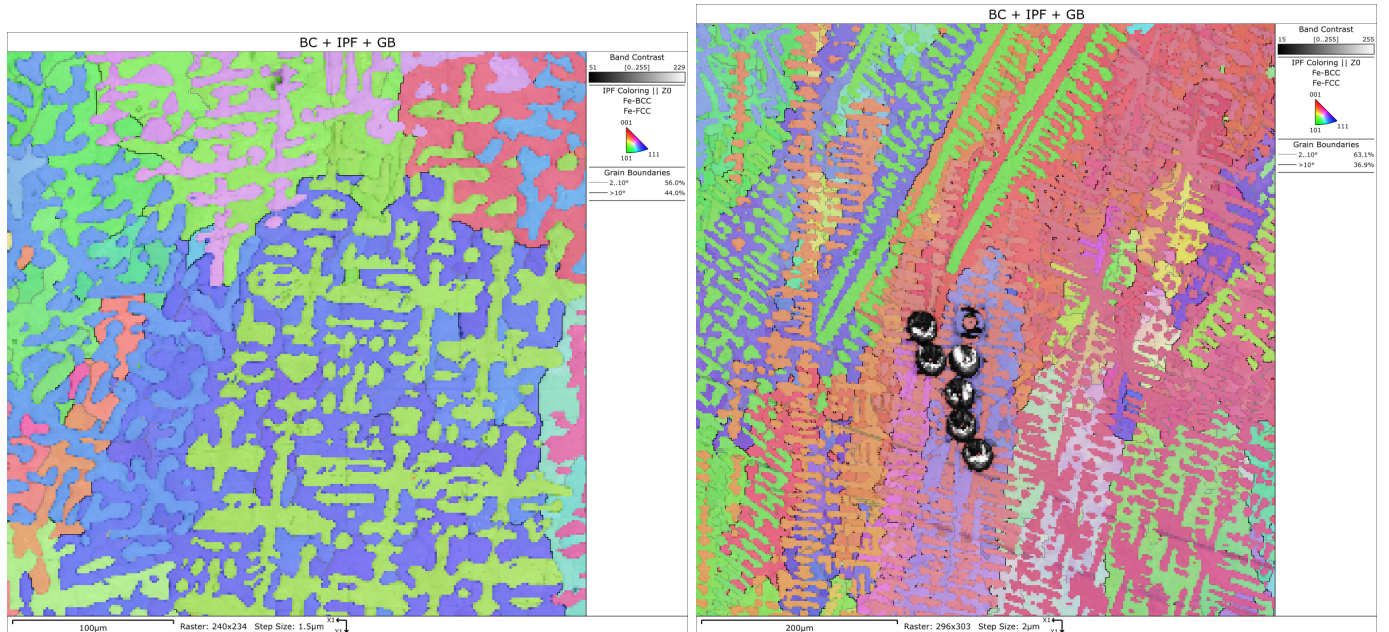 BC + IPF + GB
Band Contrast
51 [0..255] 229
IPF Coloring || Z0
Fe-BCC
Fe-FCC
001
101 111
Grain Boundaries
2..10° 56.0%
>10° 44.0%
100µm Raster: 240x234 Step Size: 1.5µm X1
Y1
BC + IPF + GB
Band Contrast
15 [0..255] 255
IPF Coloring || Z0
Fe-BCC
Fe-FCC
001
101 111
Grain Boundaries
2..10° 63.1%
>10° 36.9%
200µm Raster: 296x303 Step Size: 2µm X1